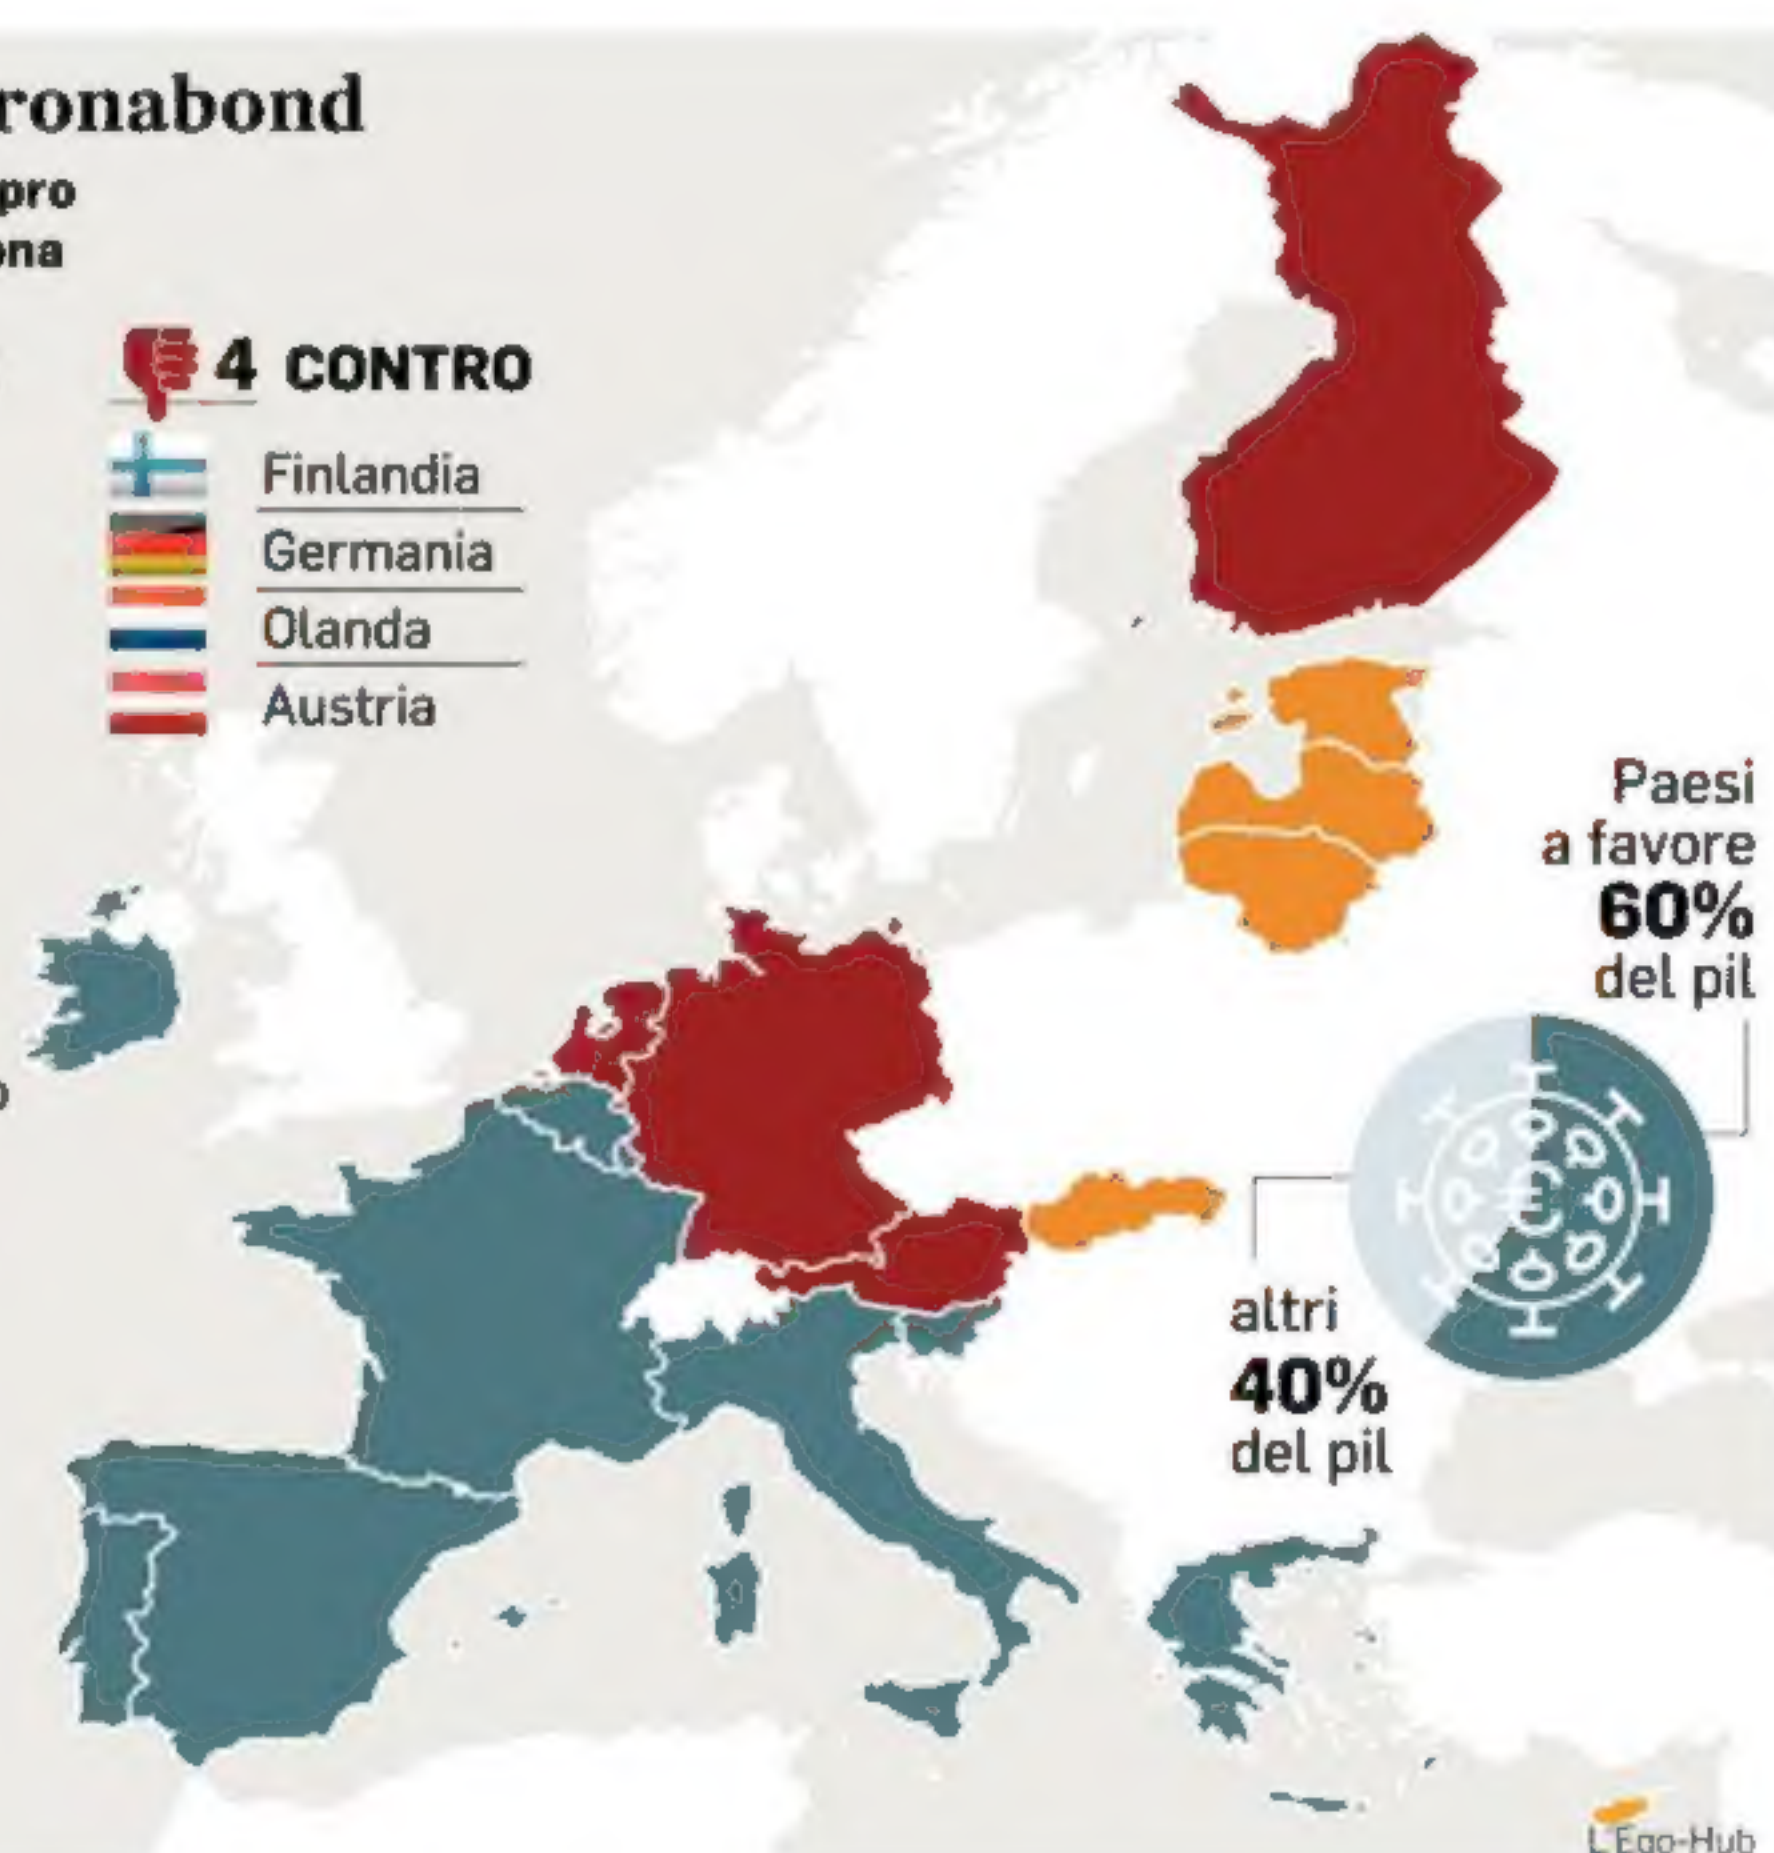 ronabond
pro
ona
4 CONTRO
Finlandia
Germania
Olanda
Austria
Paesi
a favore
60%
del pil
o
€
altri
40%
del pil
L'Ego-Hub